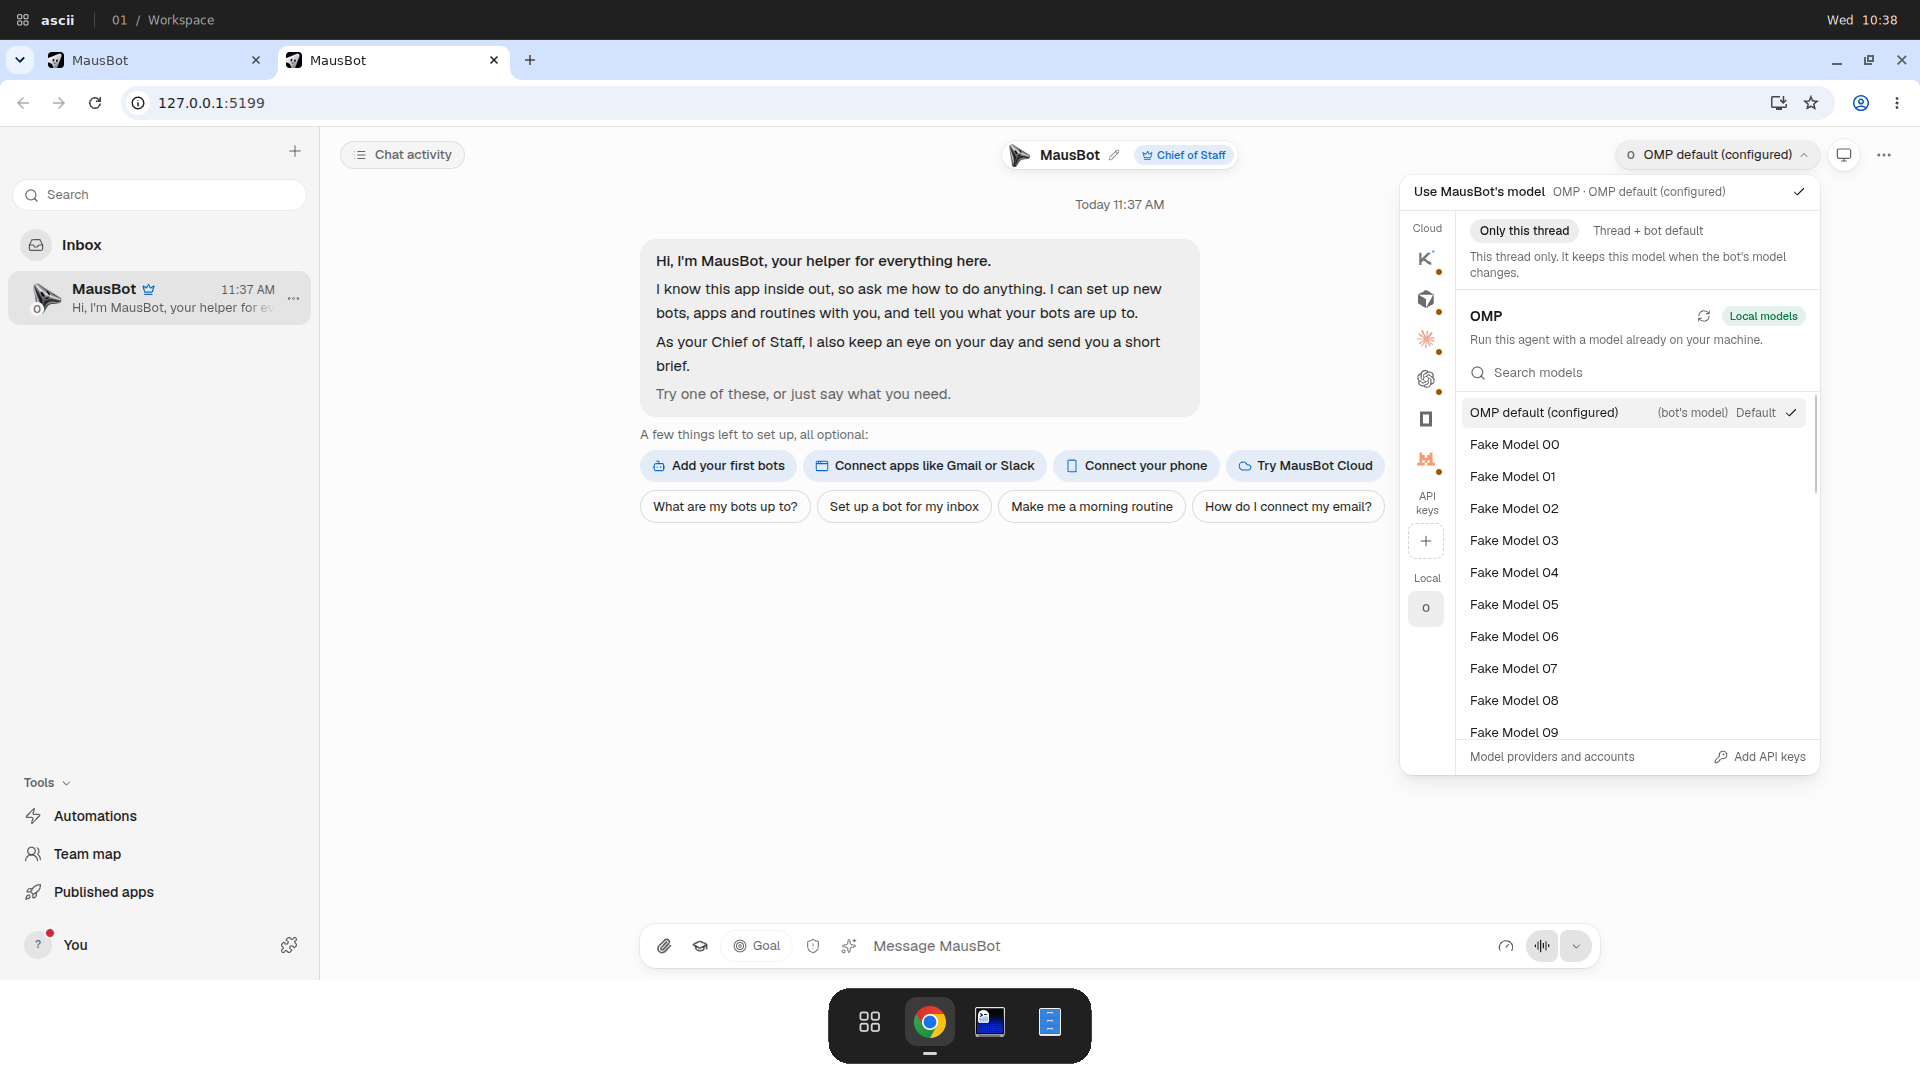 ascii 01 / Workspace Wed 10:38
MausBot MausBot
127.0.0.1:5199
Chat activity MausBot Chief of Staff OMP default (configured)
Search
Inbox
MausBot 11:37 AM
Hi, I'm MausBot, your helper for ev
Tools
Automations
Team map
Published apps
? You
Today 11:37 AM
Hi, I'm MausBot, your helper for everything here.
I know this app inside out, so ask me how to do anything. I can set up new
bots, apps and routines with you, and tell you what your bots are up to.
As your Chief of Staff, I also keep an eye on your day and send you a short
brief.
Try one of these, or just say what you need.
A few things left to set up, all optional:
Add your first bots Connect apps like Gmail or Slack Connect your phone Try MausBot Cloud
What are my bots up to? Set up a bot for my inbox Make me a morning routine How do I connect my email?
Goal Message MausBot
Use MausBot's model OMP · OMP default (configured)
Cloud
API
keys
Local
Only this thread Thread + bot default
This thread only. It keeps this model when the bot's model
changes.
OMP Local models
Run this agent with a model already on your machine.
Search models
OMP default (configured) (bot's model) Default
Fake Model 00
Fake Model 01
Fake Model 02
Fake Model 03
Fake Model 04
Fake Model 05
Fake Model 06
Fake Model 07
Fake Model 08
Fake Model 09
Model providers and accounts Add API keys